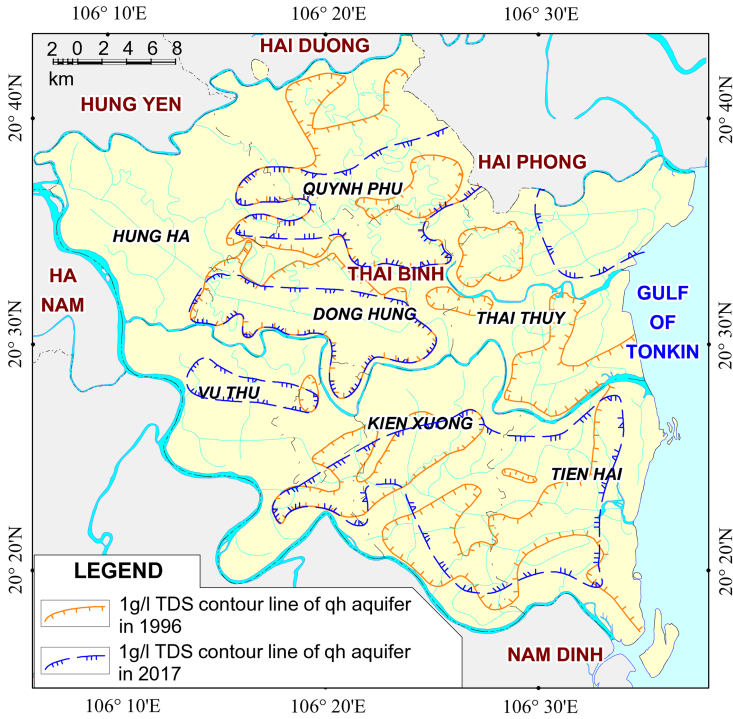 106° 10'E
106° 20'E
106° 30'E
HAI DUONG
2 0 2 4 6 8
km
HUNG YEN
20° 40'N
20° 40'N
HAI PHONG
QUYNH PHU
HUNG HA
THAI BINH
HA
NAM
GULF
OF
TONKIN
DONG HUNG
THAI THUY
20° 30'N
20° 30'N
VU THU
KIEN XUONG
TIEN HAI
20° 20'N
20° 20'N
LEGEND
1g/l TDS contour line of qh aquifer
in 1996
1g/l TDS contour line of qh aquifer
in 2017
NAM DINH
106° 10'E
106° 20'E
106° 30'E